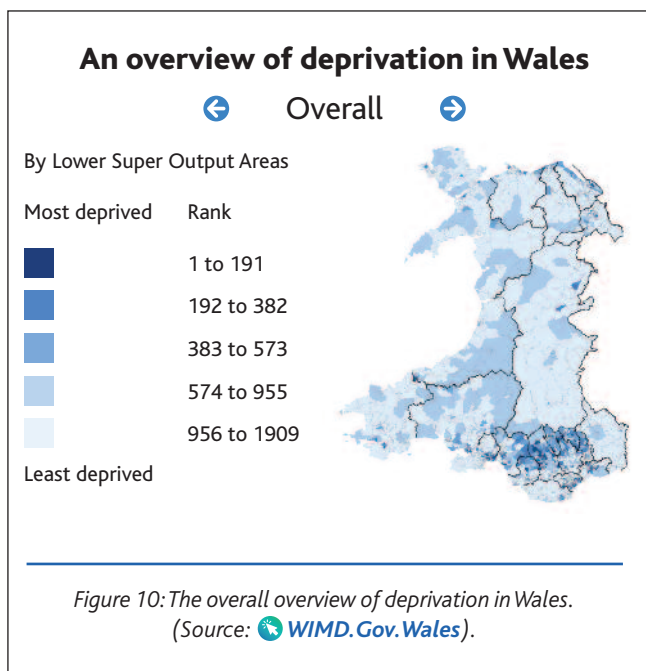 An overview of deprivation in Wales
Overall
By Lower Super Output Areas
Most deprived Rank
1 to 191
192 to 382
383 to 573
574 to 955
956 to 1909
Least deprived
Figure 10: The overall overview of deprivation in Wales.
(Source: WIMD.Gov.Wales).